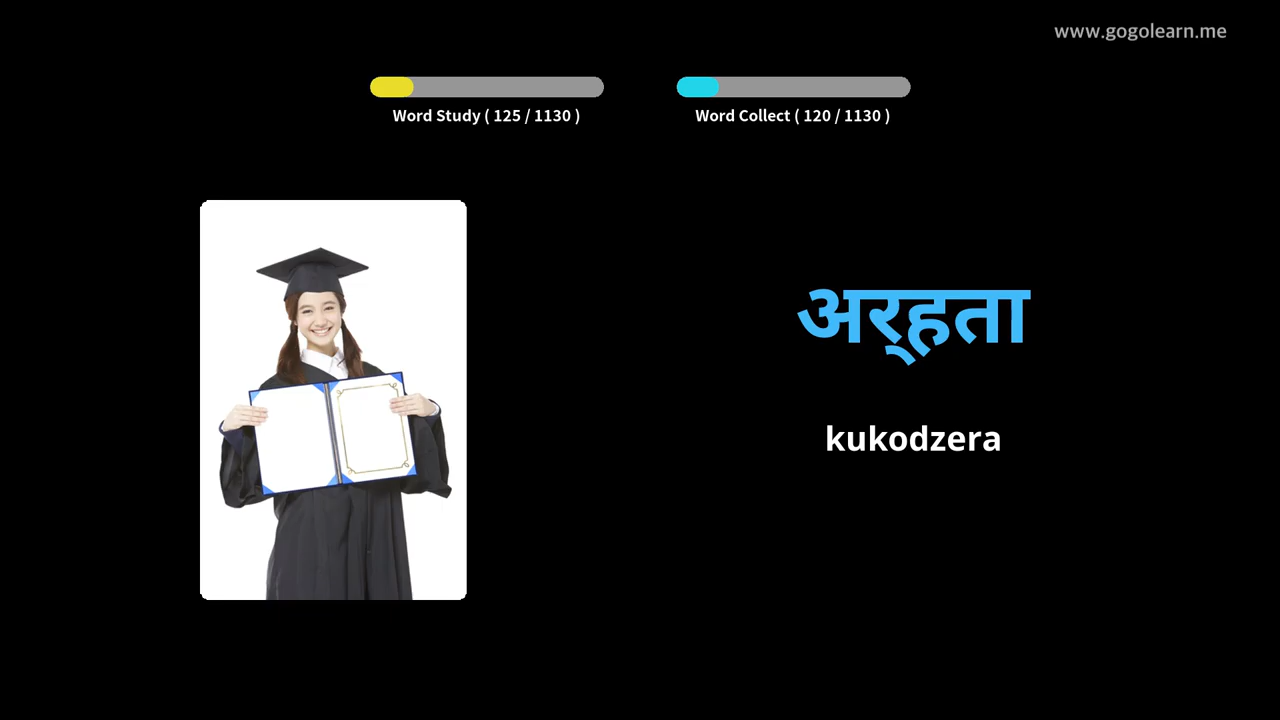 www.gogolearn.me
Word Study ( 125 / 1130 )
Word Collect ( 120 / 1130 )
अर्हता
kukodzera